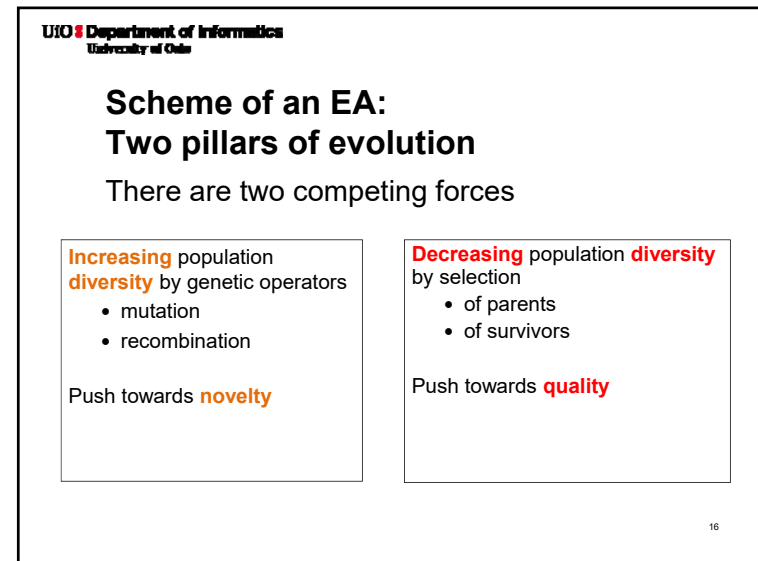 UiO Department of Informatics
University of Oslo
Scheme of an EA:
Two pillars of evolution
There are two competing forces
Increasing population
diversity by genetic operators
• mutation
• recombination
Push towards novelty
Decreasing population diversity
by selection
• of parents
• of survivors
Push towards quality
16